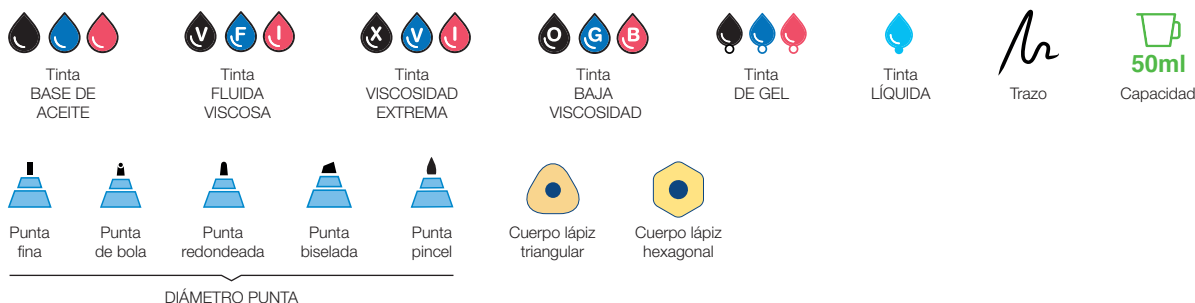 V F I
X V I
O G B
50ml
Tinta
BASE DE
ACEITE
Tinta
FLUIDA
VISCOSA
Tinta
VISCOSIDAD
EXTREMA
Tinta
BAJA
VISCOSIDAD
Tinta
DE GEL
Tinta
LÍQUIDA
Trazo
Capacidad
Punta
fina
Punta
de bola
Punta
redondeada
Punta
biselada
Punta
pincel
Cuerpo lápiz
triangular
Cuerpo lápiz
hexagonal
DIÁMETRO PUNTA